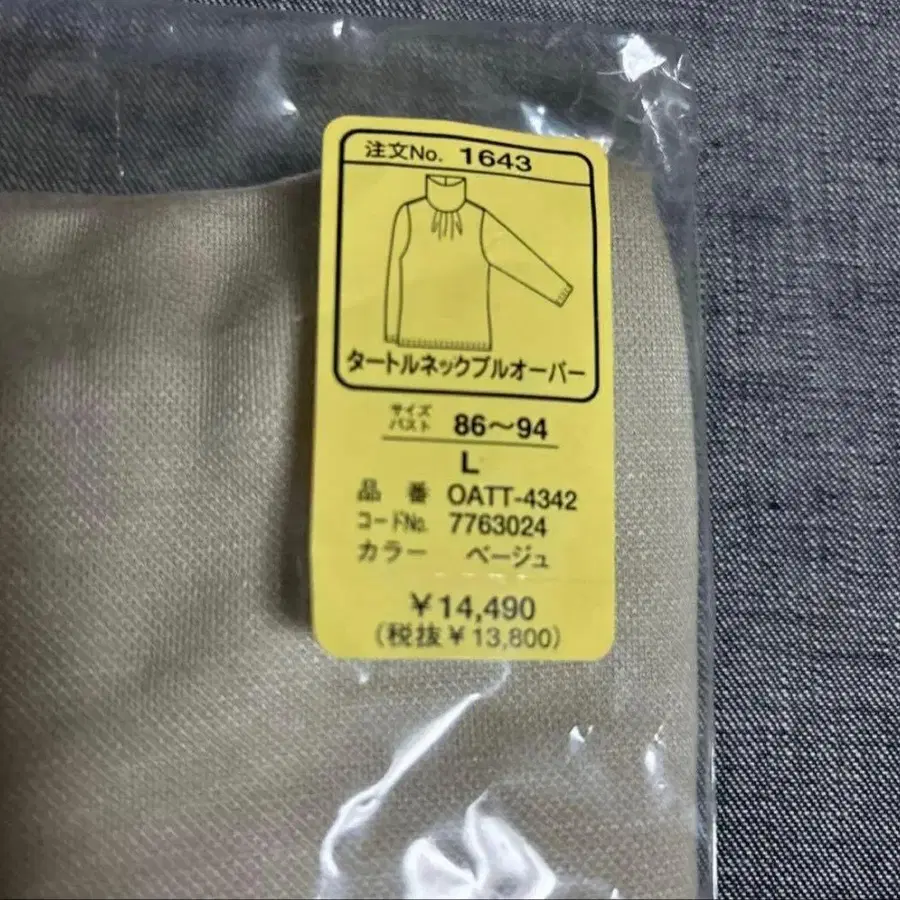 注文No. 1643
タートルネックプルオーバー
サイズ
バスト 86～94
L
品番 OATT-4342
コードNo. 7763024
カラー ベージュ
￥14,490
(税抜￥13,800)